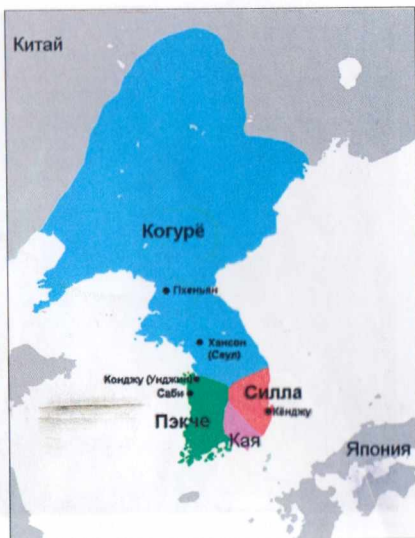 Китай
Когурё
Пхеньян
Хансон
(Сеул)
Конджу (Унджин)
Саби
Силла
Кёнджу
Пэкче
Кая
Япония